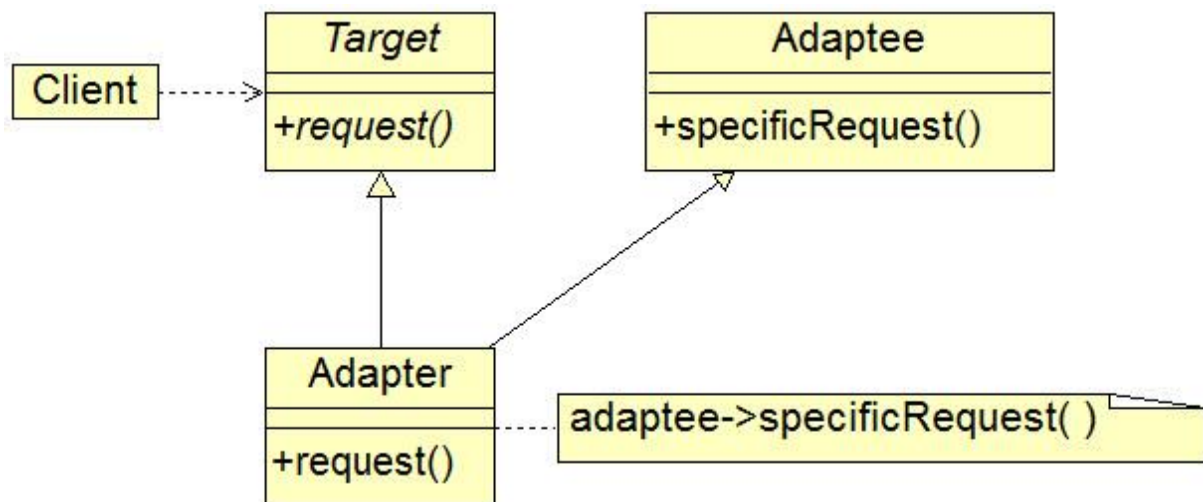 Target
Adaptee
Client
+request()
+specificRequest()
Adapter
adaptee->specificRequest( )
+request()